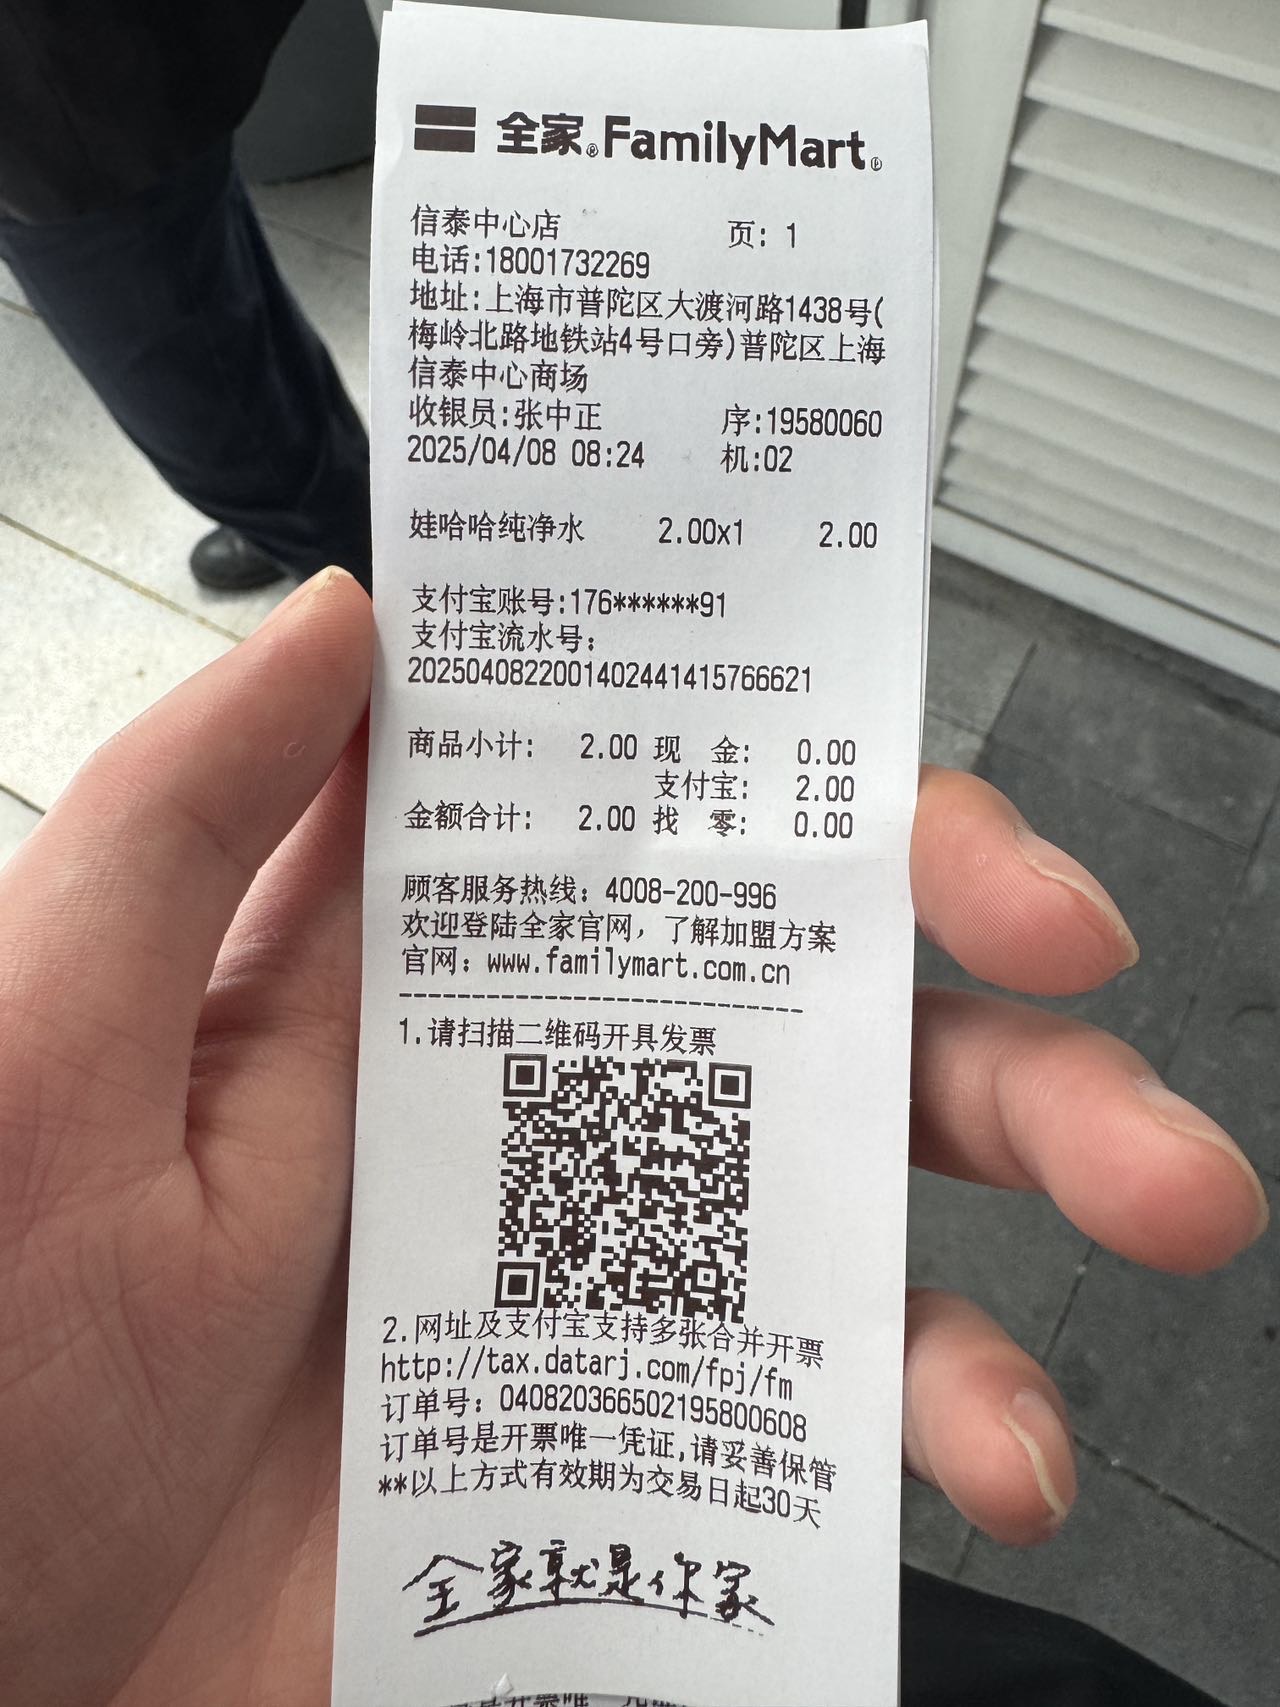 全家®FamilyMart®
信泰中心店 页: 1
电话:18001732269
地址:上海市普陀区大渡河路1438号(
梅岭北路地铁站4号口旁)普陀区上海
信泰中心商场
收银员:张中正 序:19580060
2025/04/08 08:24 机:02
娃哈哈纯净水 2.00x1 2.00
支付宝账号:176******91
支付宝流水号:
2025040822001402441415766621
商品小计: 2.00 现 金: 0.00
支付宝: 2.00
金额合计: 2.00 找 零: 0.00
顾客服务热线: 4008-200-996
欢迎登陆全家官网, 了解加盟方案
官网: www.familymart.com.cn
----------------------------
1.请扫描二维码开具发票
2.网址及支付宝支持多张合并开票
http://tax.datarj.com/fpj/fm
订单号: 040820366502195800608
订单号是开票唯一凭证,请妥善保管
**以上方式有效期为交易日起30天
全家就是你家